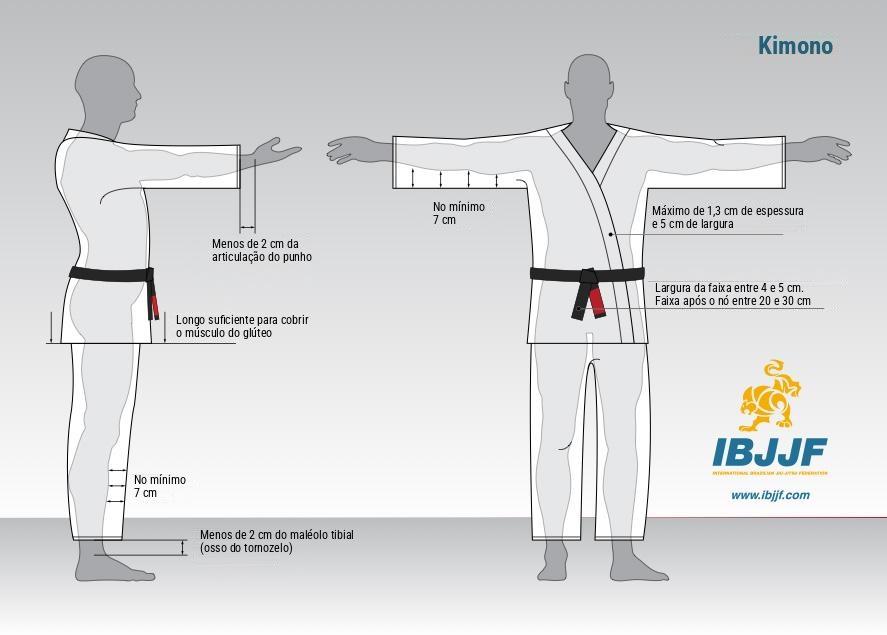 Kimono
No mínimo
7 cm
Máximo de 1,3 cm de espessura
e 5 cm de largura
Menos de 2 cm da
articulação do punho
Largura da faixa entre 4 e 5 cm.
Faixa após o nó entre 20 e 30 cm
Longo suficiente para cobrir
o músculo do glúteo
No mínimo
7 cm
Menos de 2 cm do maléolo tibial
(osso do tornozelo)
IBJJF
INTERNATIONAL BRAZILIAN JIU-JITSU FEDERATION
www.ibjjf.com